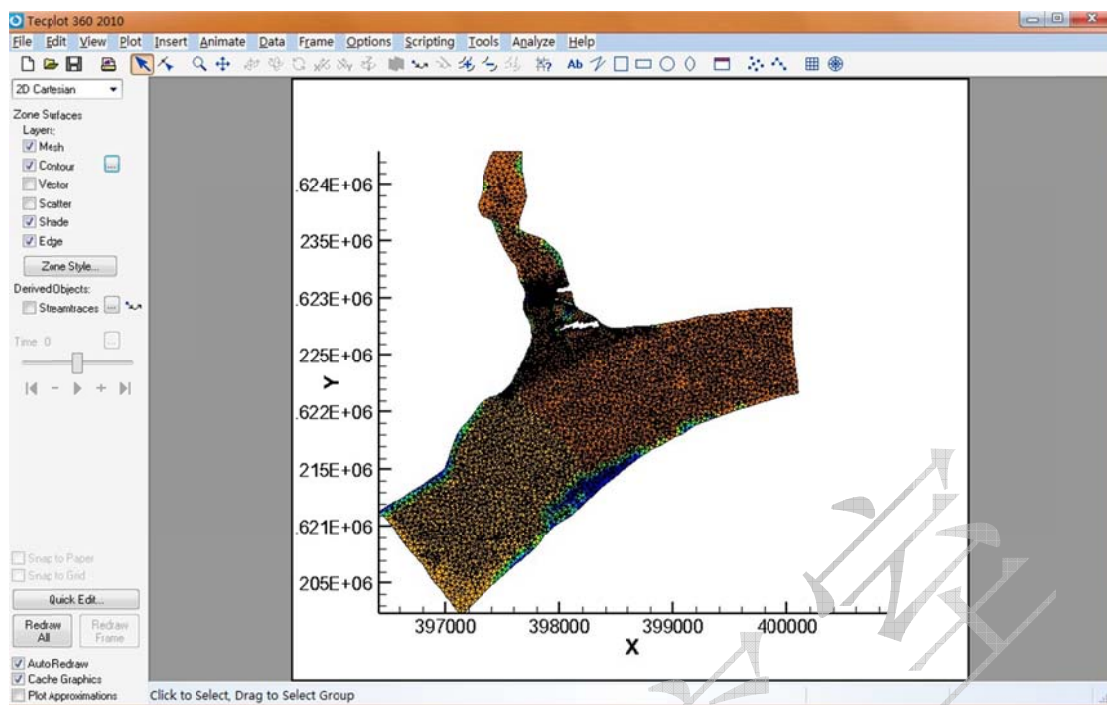 Tecplot 360 2010
File Edit View Plot Insert Animate Data Frame Options Scripting Tools Analyze Help
Ab
2D Cartesian
Zone Surfaces
Layers:
Mesh
Contour
Vector
Scatter
Shade
Edge
Zone Style...
Derived Objects:
Streamtraces
Time 0
Snap to Paper
Snap to Grid
Quick Edit...
Redraw All
Redraw Frame
Auto Redraw
Cache Graphics
Plot Approximations
.624E+06
235E+06
.623E+06
225E+06
Y
.622E+06
215E+06
.621E+06
205E+06
397000 398000 399000 400000
X
Click to Select, Drag to Select Group